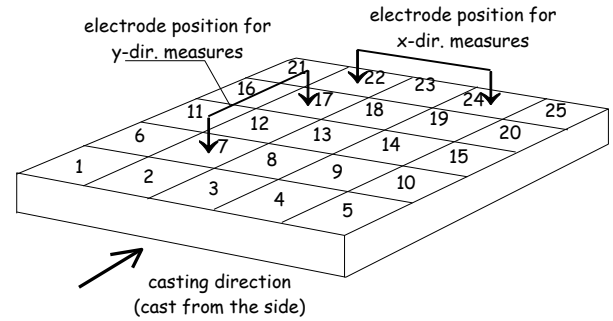 electrode position for
y-dir. measures
electrode position for
x-dir. measures
21 22 23 24 25
16 17 18 19 20
11 12 13 14 15
6 7 8 9 10
1 2 3 4 5
casting direction
(cast from the side)